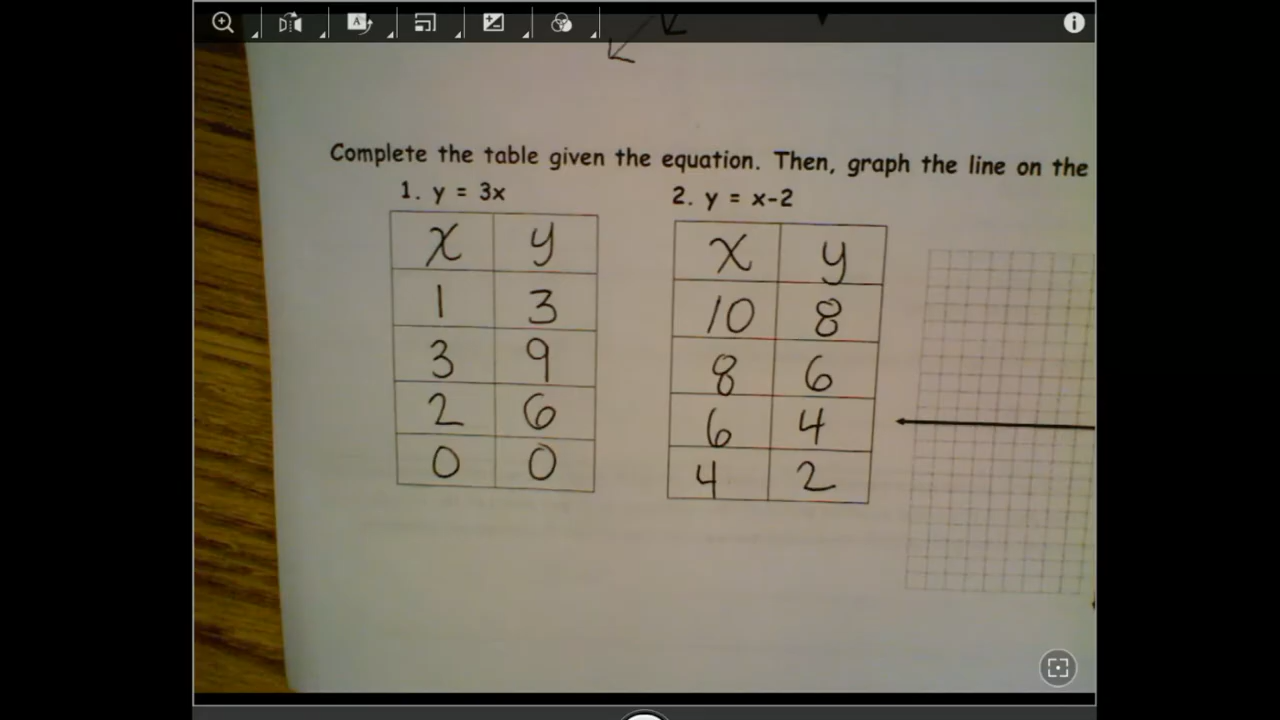 Complete the table given the equation. Then, graph the line on the
1. y = 3x
x y
1 3
3 9
2 6
0 0
2. y = x-2
x y
10 8
8 6
6 4
4 2